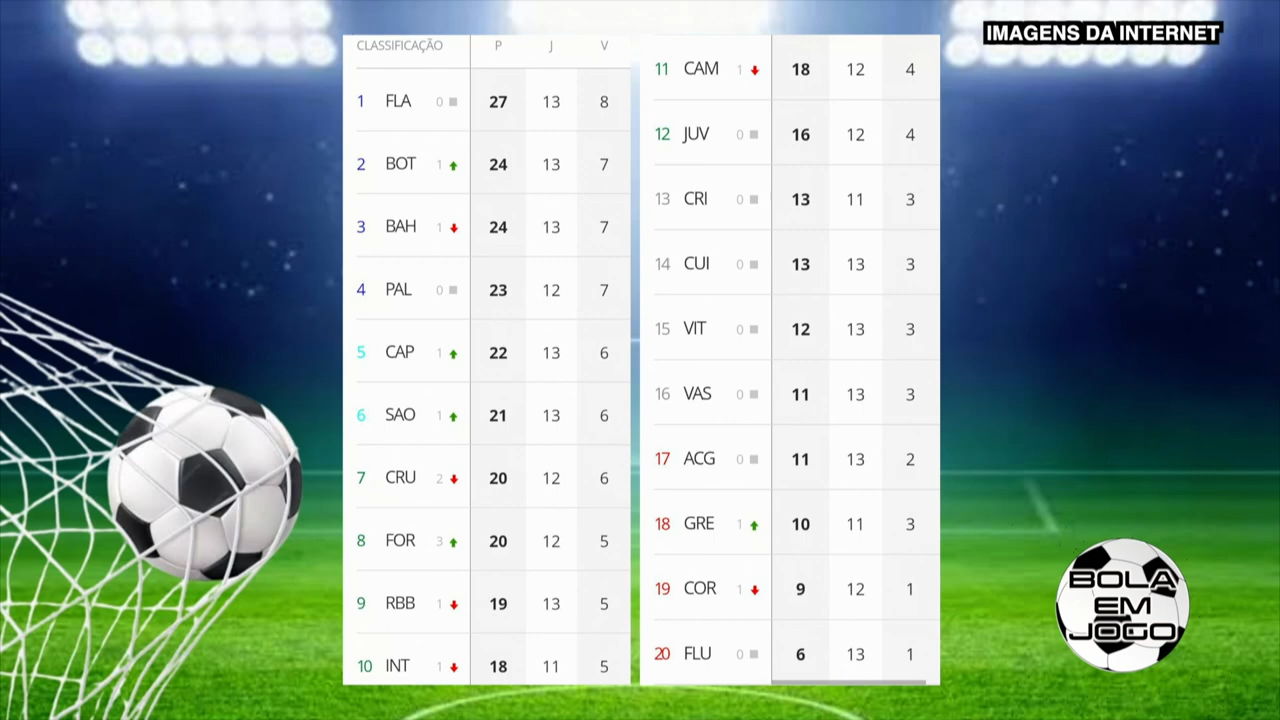 IMAGENS DA INTERNET
CLASSIFICAÇÃO P J V
1 FLA 0 27 13 8
2 BOT 1 24 13 7
3 BAH 1 24 13 7
4 PAL 0 23 12 7
5 CAP 1 22 13 6
6 SAO 1 21 13 6
7 CRU 2 20 12 6
8 FOR 3 20 12 5
9 RBB 1 19 13 5
10 INT 1 18 11 5
11 CAM 1 18 12 4
12 JUV 0 16 12 4
13 CRI 0 13 11 3
14 CUI 0 13 13 3
15 VIT 0 12 13 3
16 VAS 0 11 13 3
17 ACG 0 11 13 2
18 GRE 1 10 11 3
19 COR 1 9 12 1
20 FLU 0 6 13 1
BOLA
EM
JOGO